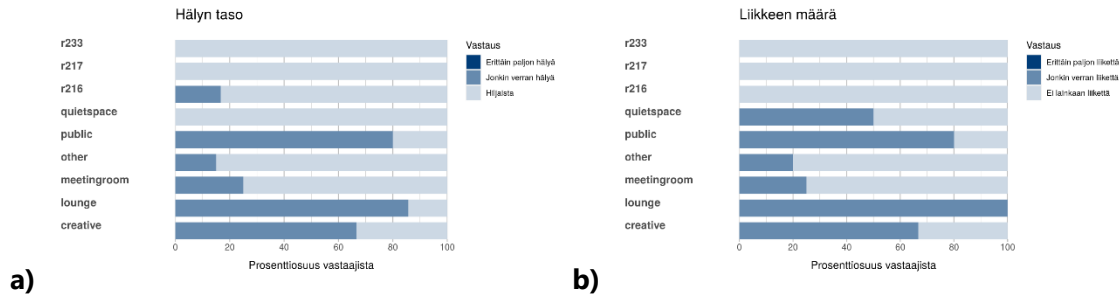 Hälyn taso
r233
r217
r216
quietspace
public
other
meetingroom
lounge
creative
0 20 40 60 80 100
Prosenttiosuus vastaajista
Vastaus
Erittäin paljon hälyä
Jonkin verran hälyä
Hiljaista
a)
Liikkeen määrä
r233
r217
r216
quietspace
public
other
meetingroom
lounge
creative
0 20 40 60 80 100
Prosenttiosuus vastaajista
Vastaus
Erittäin paljon liikettä
Jonkin verran liikettä
Ei lainkaan liikettä
b)